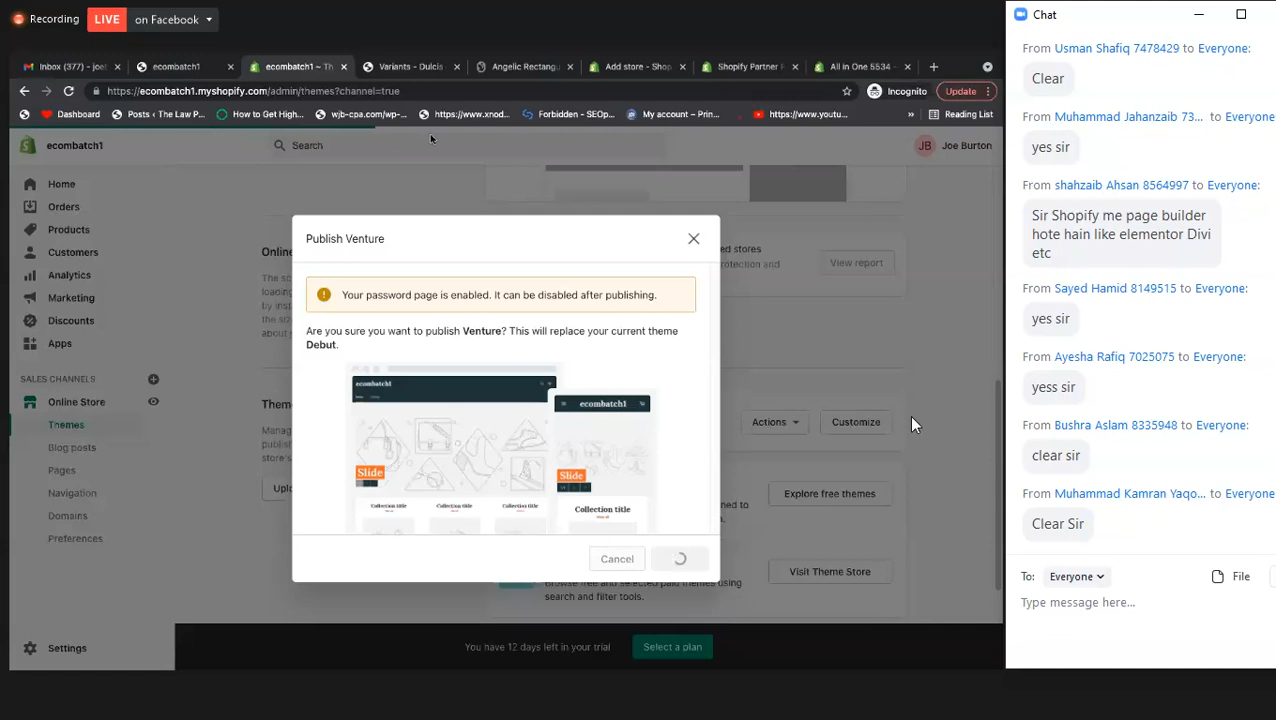 Recording
LIVE
on Facebook
Inbox (377) - joe
ecombatch1
ecombatch1 ~ Th
Variants - Dulcis
Angelic Rectangu
Add store - Shop
Shopify Partner
All in One 5534 -
https://ecombatch1.myshopify.com/admin/themes?channel=true
Incognito
Update
Dashboard
Posts ‹ The Law P...
How to Get High...
wjb-cpa.com/wp-...
https://www.xnod...
Forbidden - SEOp...
My account – Prin...
https://www.yout...
»
Reading List
ecombatch1
Search
JB
Joe Burton
Home
Orders
Products
Customers
Analytics
Marketing
Discounts
Apps
SALES CHANNELS
Online Store
Themes
Blog posts
Pages
Navigation
Domains
Preferences
Settings
Online
View report
Actions
Customize
Explore free themes
Visit Theme Store
search and filter tools.
Publish Venture
Your password page is enabled. It can be disabled after publishing.
Are you sure you want to publish Venture? This will replace your current theme
Debut.
ecombatch1
Slide
Collection title
Collection title
Collection title
ecombatch1
Slide
Collection title
Cancel
You have 12 days left in your trial
Select a plan
Chat
From Usman Shafiq 7478429 to Everyone:
Clear
From Muhammad Jahanzaib 73... to Everyone
yes sir
From shahzaib Ahsan 8564997 to Everyone:
Sir Shopify me page builder
hote hain like elementor Divi
etc
From Sayed Hamid 8149515 to Everyone:
yes sir
From Ayesha Rafiq 7025075 to Everyone:
yess sir
From Bushra Aslam 8335948 to Everyone:
clear sir
From Muhammad Kamran Yaqo... to Everyone
Clear Sir
To: Everyone
File
Type message here...